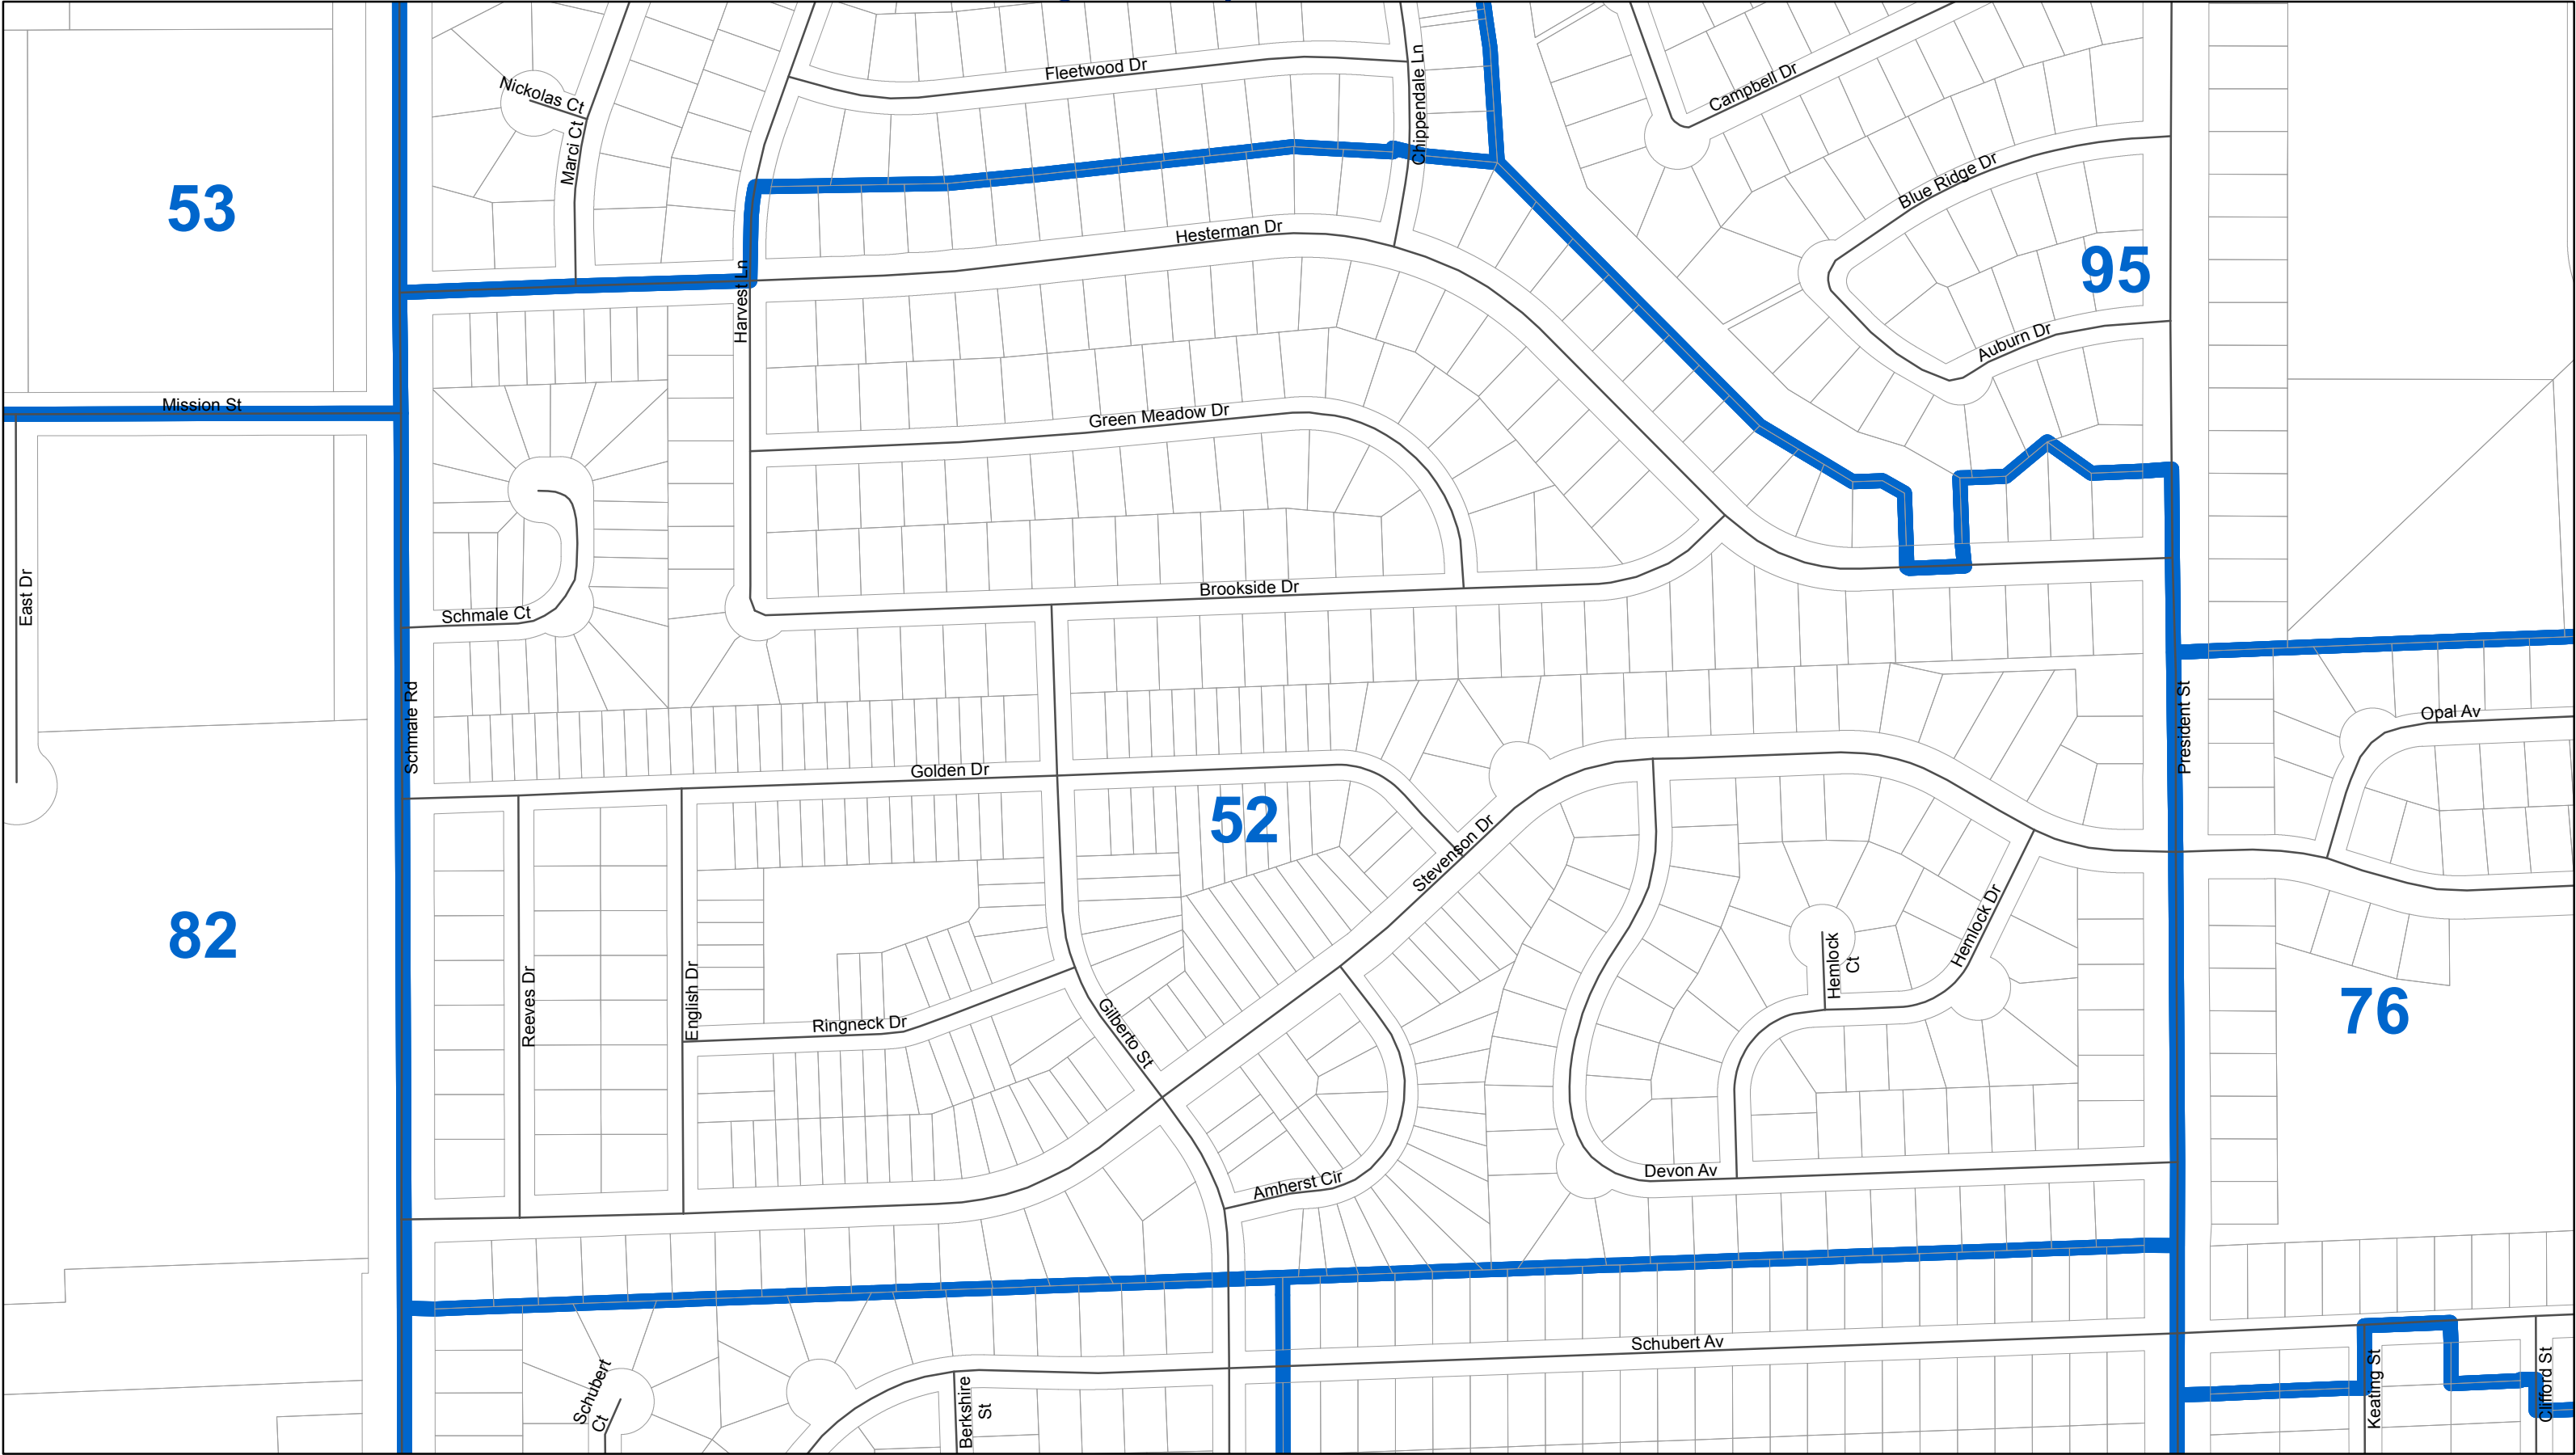 Fleetwood Dr
Chippendale Ln
Campbell Dr
Nickolas Ct
Marci Ct
Blue Ridge Dr
53
Hesterman Dr
95
Harvest Ln
Auburn Dr
Mission St
Green Meadow Dr
East Dr
Schmale Ct
Brookside Dr
Schmale Rd
President St
Opal Av
Golden Dr
52
Stevenson Dr
82
Hemlock Dr
Hemlock
Ct
Reeves Dr
English Dr
Ringneck Dr
Gilberto St
76
Devon Av
Amherst Cir
Schubert Av
Schubert
Ct
Berkshire
St
Keating St
Clifford St